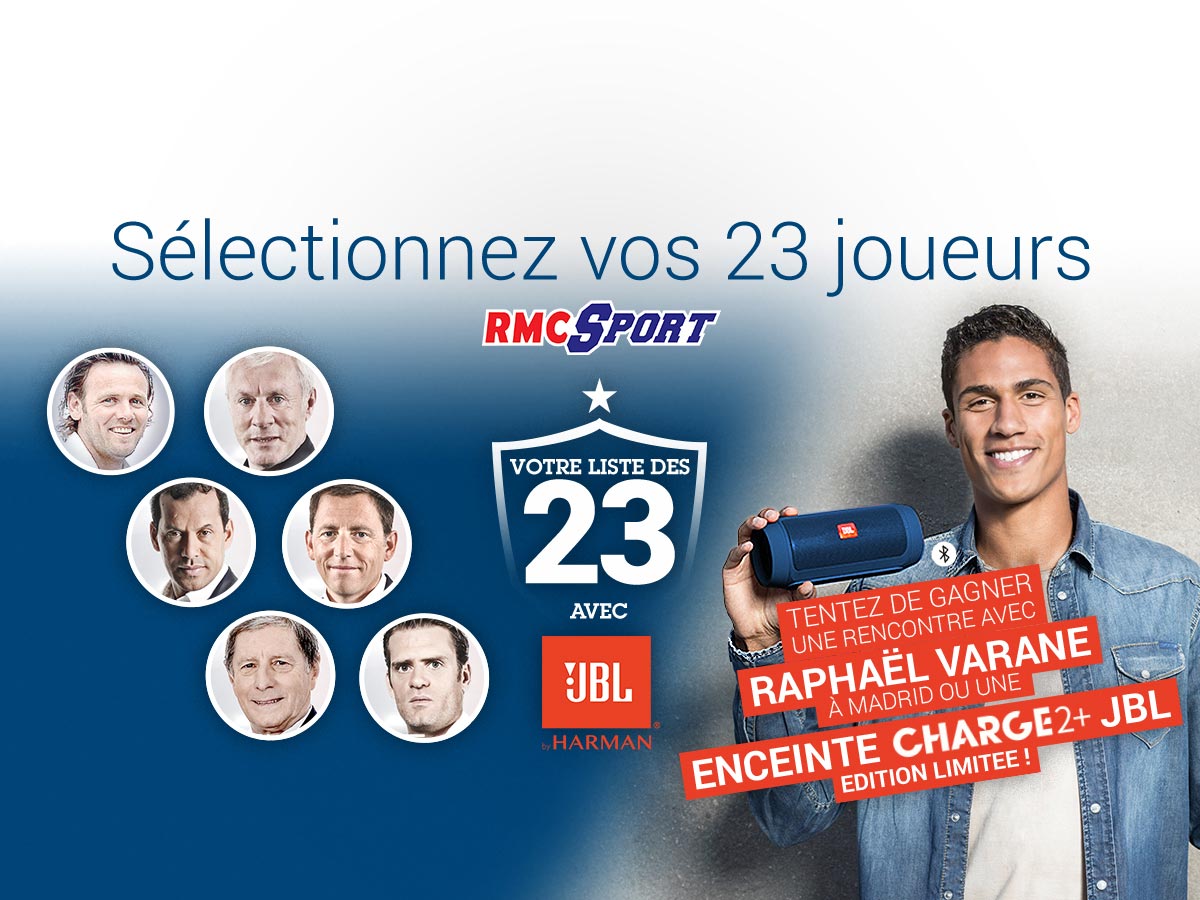 Sélectionnez vos 23 joueurs
RMC SPORT
VOTRE LISTE DES
23
AVEC
JBL
by HARMAN®
JBL
TENTEZ DE GAGNER
UNE RENCONTRE AVEC
RAPHAËL VARANE
À MADRID OU UNE
ENCEINTE CHARGE2+ JBL
EDITION LIMITEE !